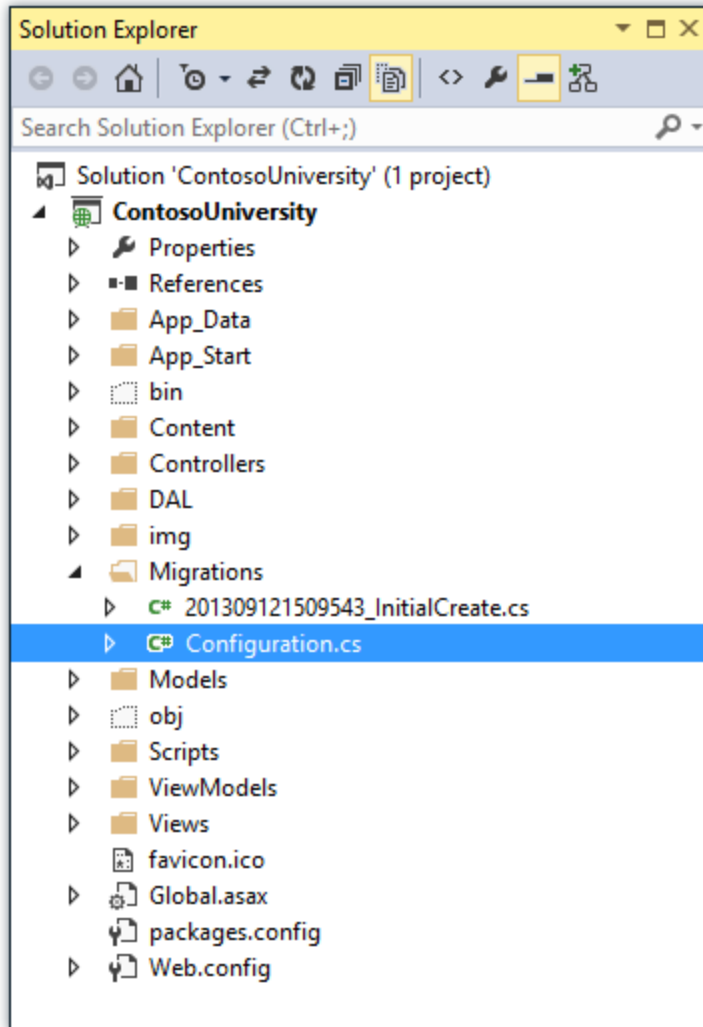 Solution Explorer
Search Solution Explorer (Ctrl+;)
Solution 'ContosoUniversity' (1 project)
ContosoUniversity
Properties
References
App_Data
App_Start
bin
Content
Controllers
DAL
img
Migrations
C# 201309121509543_InitialCreate.cs
C# Configuration.cs
Models
obj
Scripts
ViewModels
Views
favicon.ico
Global.asax
packages.config
Web.config